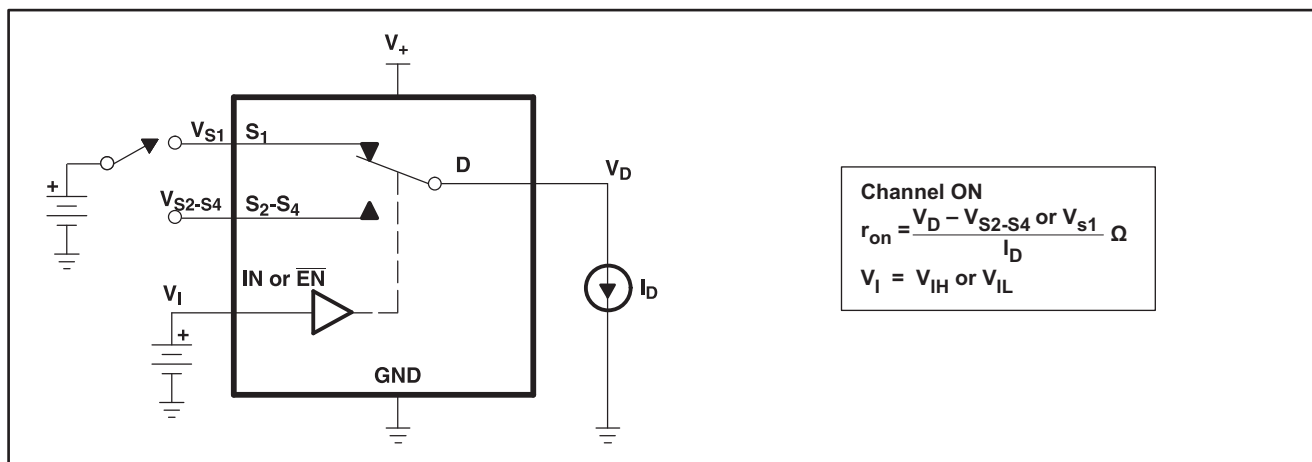 V+
VS1 S1
D
VD
+
VS2-S4 S2-S4
IN or E̅N̅
VI
+
ID
GND
Channel ON
ron = VD – VS2-S4 or Vs1 / ID Ω
VI = VIH or VIL